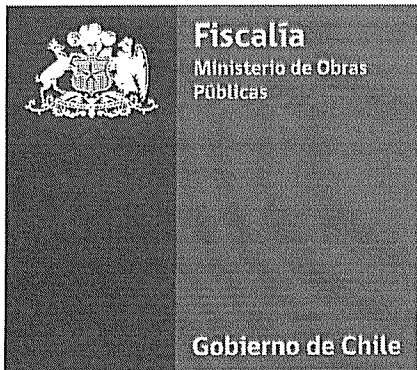 Fiscalía
Ministerio de Obras
Públicas
Gobierno de Chile